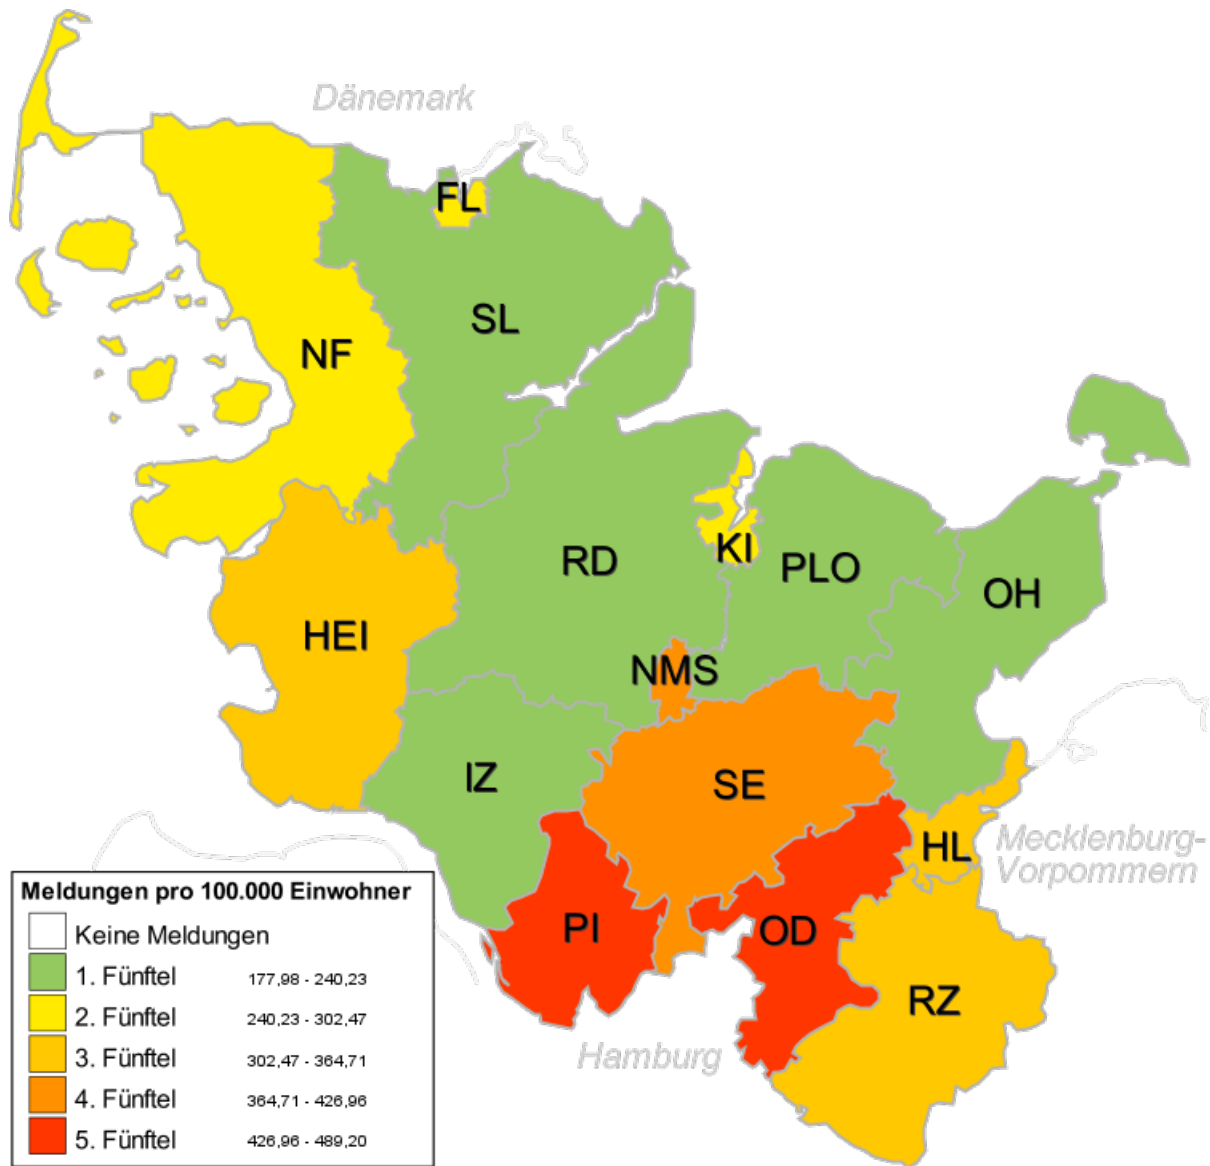 Dänemark
FL
SL
NF
RD
KI
PLO
OH
HEI
NMS
IZ
SE
HL
Mecklenburg-
Vorpommern
PI
OD
RZ
Hamburg
Meldungen pro 100.000 Einwohner
Keine Meldungen
1. Fünftel 177,98 - 240,23
2. Fünftel 240,23 - 302,47
3. Fünftel 302,47 - 364,71
4. Fünftel 364,71 - 426,96
5. Fünftel 426,96 - 489,20